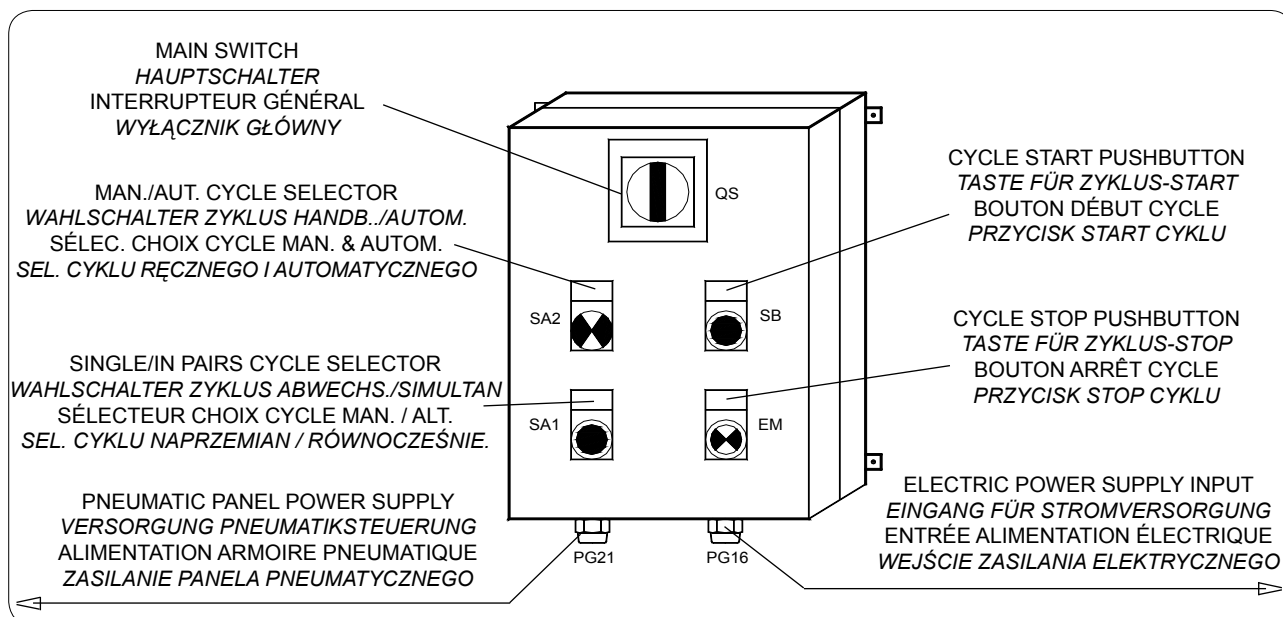 MAIN SWITCH
HAUPTSCHALTER
INTERRUPTEUR GÉNÉRAL
WYŁĄCZNIK GŁÓWNY
MAN./AUT. CYCLE SELECTOR
WAHLSCHALTER ZYKLUS HANDB../AUTOM.
SÉLEC. CHOIX CYCLE MAN. & AUTOM.
SEL. CYKLU RĘCZNEGO I AUTOMATYCZNEGO
SINGLE/IN PAIRS CYCLE SELECTOR
WAHLSCHALTER ZYKLUS ABWECHS./SIMULTAN
SÉLECTEUR CHOIX CYCLE MAN. / ALT.
SEL. CYKLU NAPRZEMIAN / RÓWNOCZEŚNIE.
PNEUMATIC PANEL POWER SUPPLY
VERSORGUNG PNEUMATIKSTEUERUNG
ALIMENTATION ARMOIRE PNEUMATIQUE
ZASILANIE PANELA PNEUMATYCZNEGO
QS
SA2
SB
SA1
EM
PG21
PG16
CYCLE START PUSHBUTTON
TASTE FÜR ZYKLUS-START
BOUTON DÉBUT CYCLE
PRZYCISK START CYKLU
CYCLE STOP PUSHBUTTON
TASTE FÜR ZYKLUS-STOP
BOUTON ARRÊT CYCLE
PRZYCISK STOP CYKLU
ELECTRIC POWER SUPPLY INPUT
EINGANG FÜR STROMVERSORGUNG
ENTRÉE ALIMENTATION ÉLECTRIQUE
WEJŚCIE ZASILANIA ELEKTRYCZNEGO